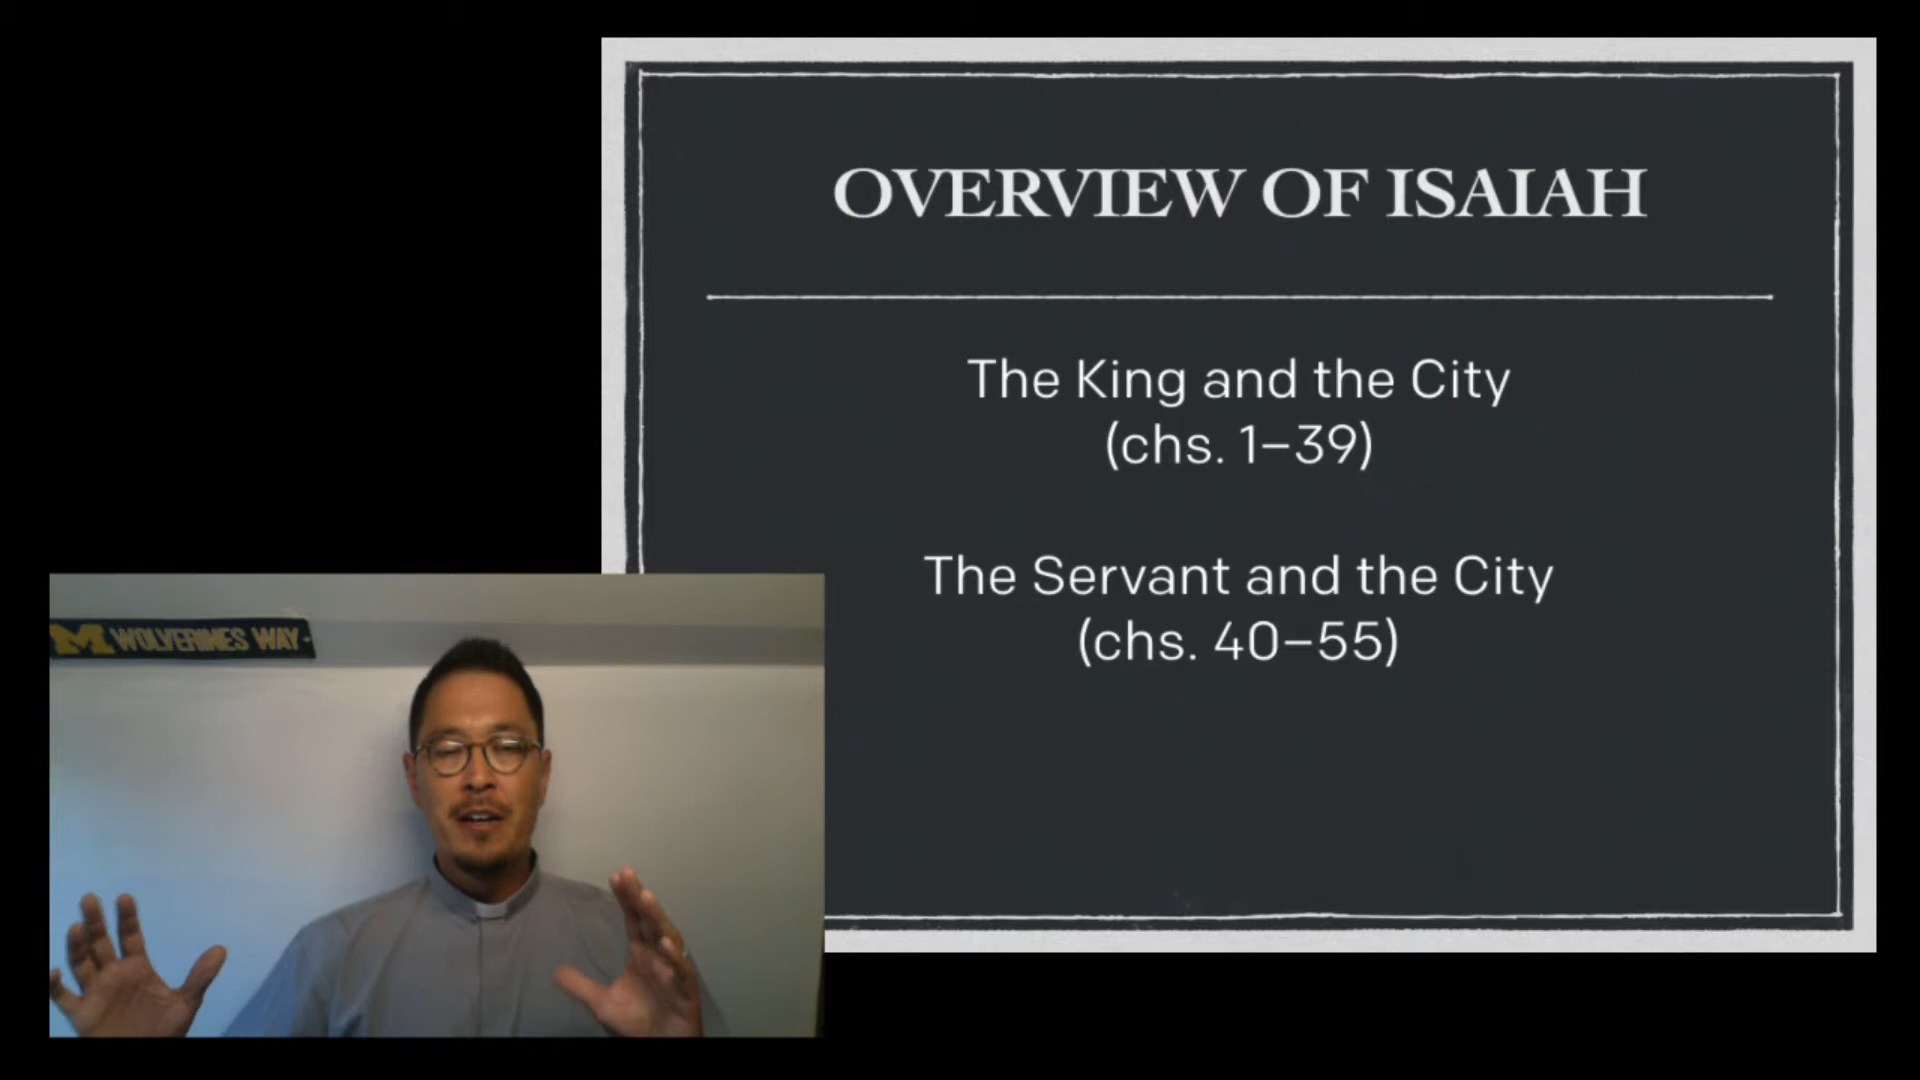 OVERVIEW OF ISAIAH
The King and the City
(chs. 1–39)
The Servant and the City
(chs. 40–55)
M WOLVERINES WAY